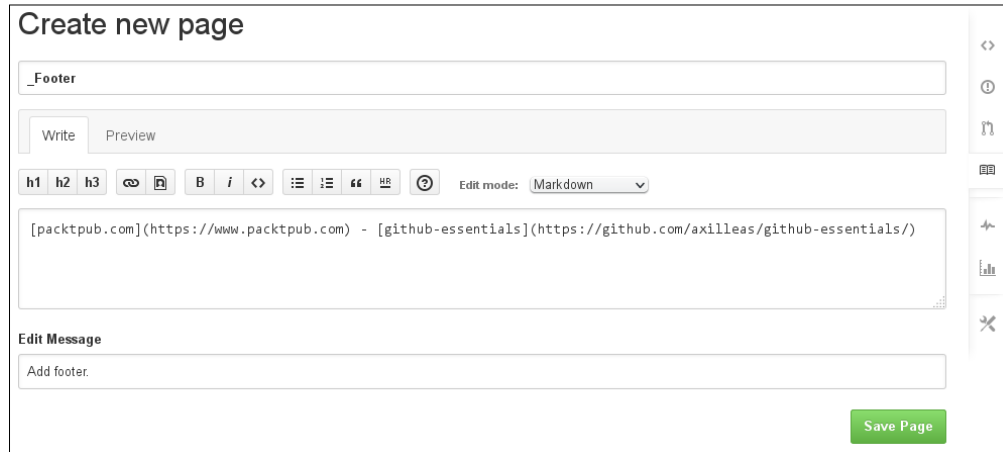 Create new page
_Footer
Write Preview
h1 h2 h3 B i <> “ HR ? Edit mode: Markdown
[packtpub.com](https://www.packtpub.com) - [github-essentials](https://github.com/axilleas/github-essentials/)
Edit Message
Add footer.
Save Page